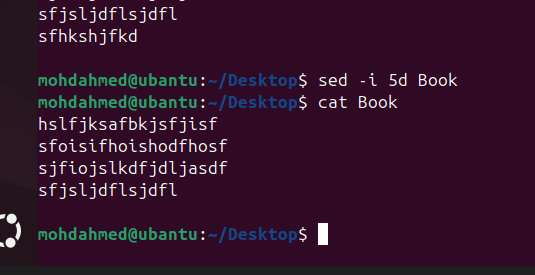 sfjsljdflsjdfl
sfhkshjfkd
mohdahmed@ubantu:~/Desktop$ sed -i 5d Book
mohdahmed@ubantu:~/Desktop$ cat Book
hslfjksafbkjsfjisf
sfoisifhoishodfhosf
sjfiojslkdfjdljasdf
sfjsljdflsjdfl
mohdahmed@ubantu:~/Desktop$